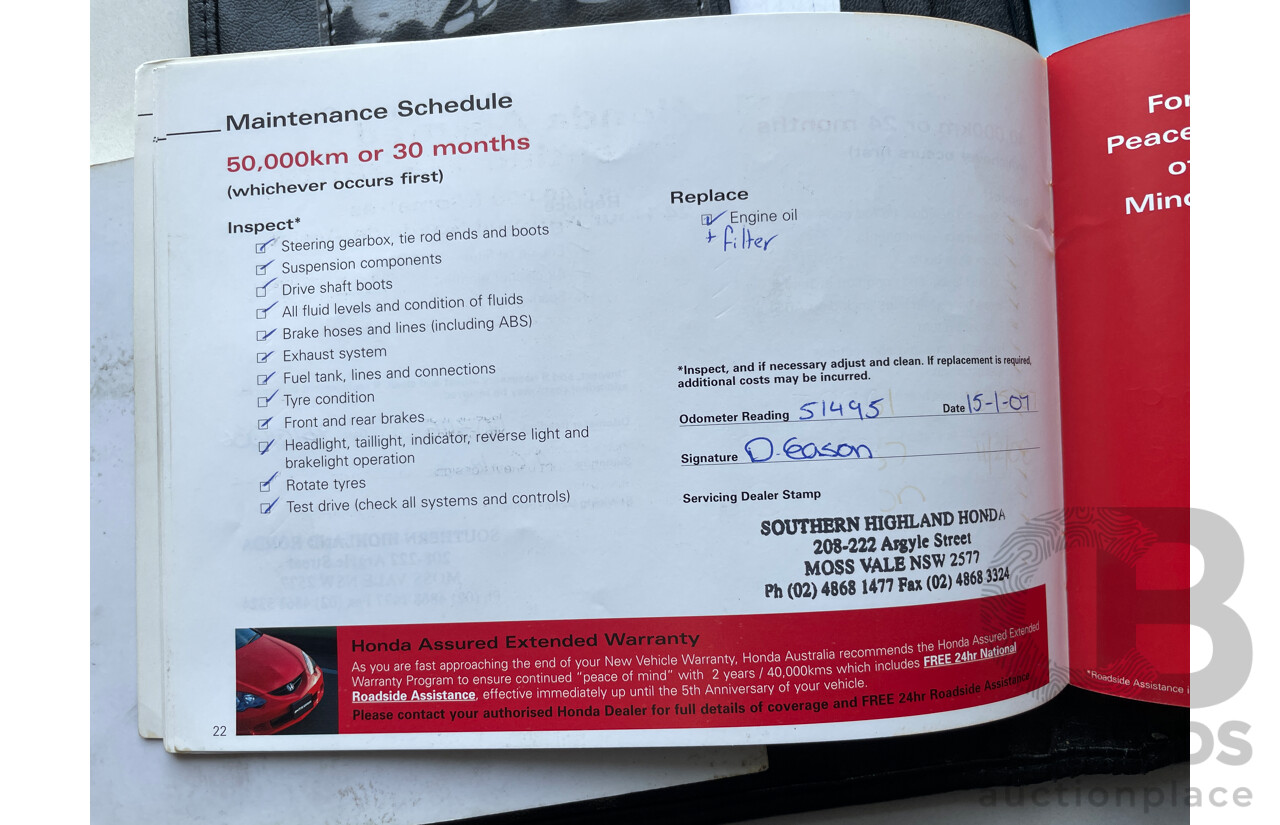 Maintenance Schedule
50,000km or 30 months
(whichever occurs first)
Inspect*
Steering gearbox, tie rod ends and boots
Suspension components
Drive shaft boots
All fluid levels and condition of fluids
Brake hoses and lines (including ABS)
Exhaust system
Fuel tank, lines and connections
Tyre condition
Front and rear brakes
Headlight, taillight, indicator, reverse light and
brakelight operation
Rotate tyres
Test drive (check all systems and controls)
Replace
Engine oil
+ filter
*Inspect, and if necessary adjust and clean. If replacement is required,
additional costs may be incurred.
Odometer Reading 51495 Date 15-1-07
Signature D. Eason
Servicing Dealer Stamp
SOUTHERN HIGHLAND HONDA
208-222 Argyle Street
MOSS VALE NSW 2577
Ph (02) 4868 1477 Fax (02) 4868 3324
Honda Assured Extended Warranty
As you are fast approaching the end of your New Vehicle Warranty, Honda Australia recommends the Honda Assured Extended
Warranty Program to ensure continued "peace of mind" with 2 years / 40,000kms which includes FREE 24hr National
Roadside Assistance, effective immediately up until the 5th Anniversary of your vehicle.
Please contact your authorised Honda Dealer for full details of coverage and FREE 24hr Roadside Assistance.
22
For
Peace
of
Mind
*Roadside Assistance i
auctionplace